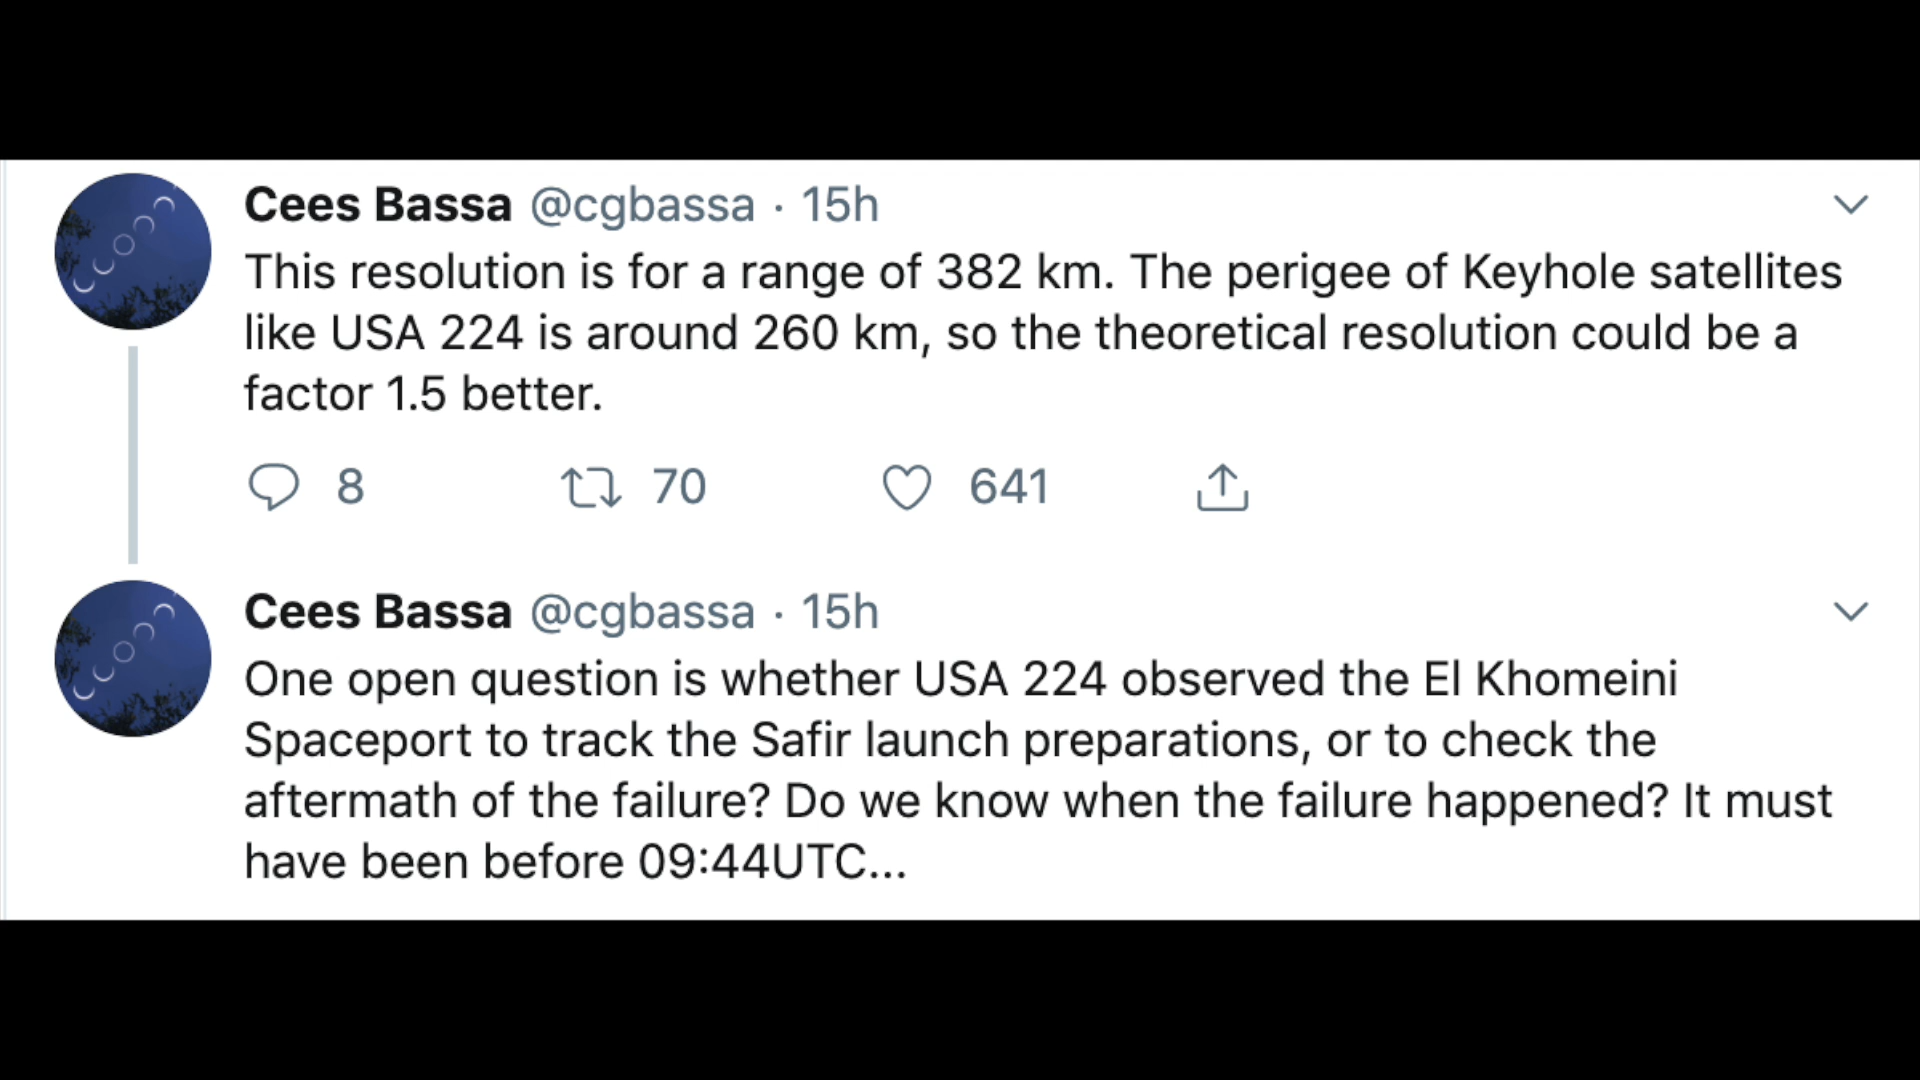 Cees Bassa @cgbassa · 15h
This resolution is for a range of 382 km. The perigee of Keyhole satellites
like USA 224 is around 260 km, so the theoretical resolution could be a
factor 1.5 better.
8 70 641
Cees Bassa @cgbassa · 15h
One open question is whether USA 224 observed the El Khomeini
Spaceport to track the Safir launch preparations, or to check the
aftermath of the failure? Do we know when the failure happened? It must
have been before 09:44UTC...